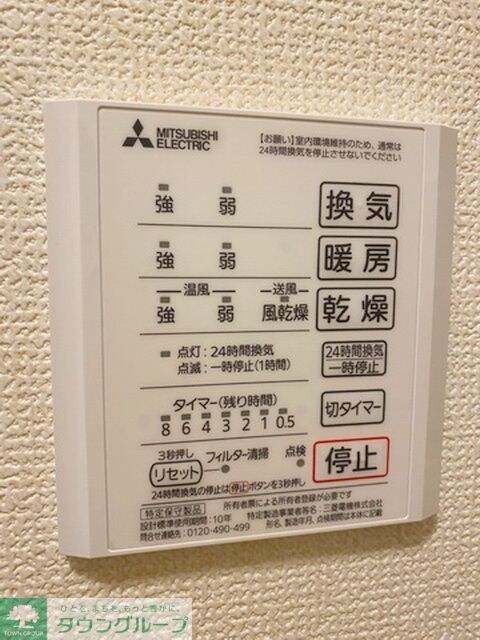 MITSUBISHI
ELECTRIC
【お願い】室内環境維持のため、通常は
24時間換気を停止させないでください
強 弱 換気
強 弱 暖房
温風 送風
強 弱 風乾燥 乾燥
点灯:24時間換気
点滅:一時停止(1時間)
24時間換気
一時停止
タイマー(残り時間)
8 6 4 3 2 1 0.5
切タイマー
3秒押し
リセット フィルター清掃 点検
停止
24時間換気の停止は停止ボタンを3秒押し
特定保守製品 所有者票による所有者登録が必要です
設計標準使用期間:10年 特定製造事業者等名:三菱電機株式会社
問合せ連絡先:0120-490-499 形名、製造年月、点検期間は本体に記載
ひとを、まちを、もっと豊かに。
タウングループ
TOWN GROUP